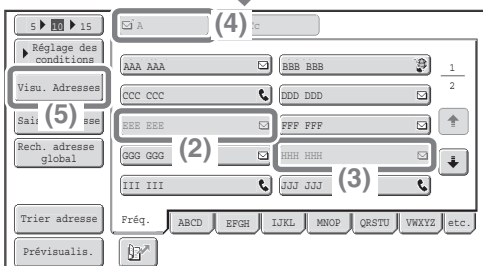 5 10 15
A
(4)
Cc
Réglage des
conditions
AAA AAA
BBB BBB
1
2
Visu. Adresses
CCC CCC
DDD DDD
(5)
EEE EEE
FFF FFF
Rech. adresse
global
GGG GGG
(2)
HHH HHH
(3)
III III
JJJ JJJ
Trier adresse
Fréq.
ABCD
EFGH
IJKL
MNOP
QRSTU
VWXYZ
etc.
Prévisualis.